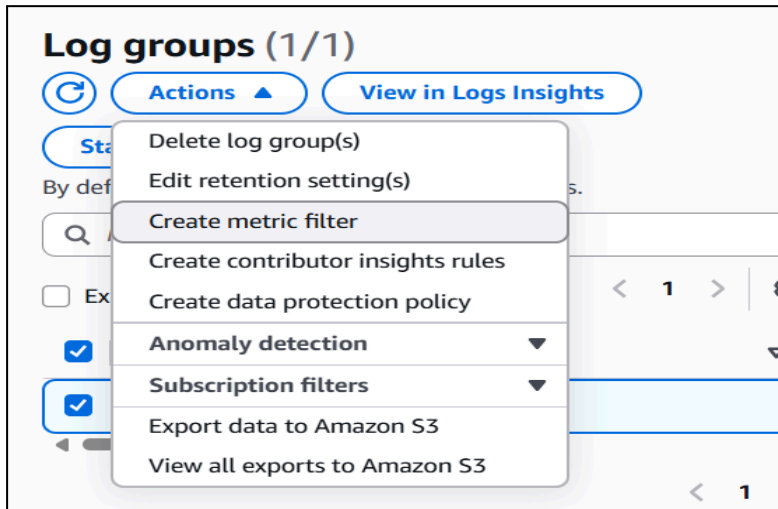 Log groups (1/1)
Actions View in Logs Insights
Sta
Delete log group(s)
Edit retention setting(s)
By def s.
Create metric filter
Create contributor insights rules
Ex 1
Create data protection policy
Anomaly detection
Subscription filters
Export data to Amazon S3
View all exports to Amazon S3
1